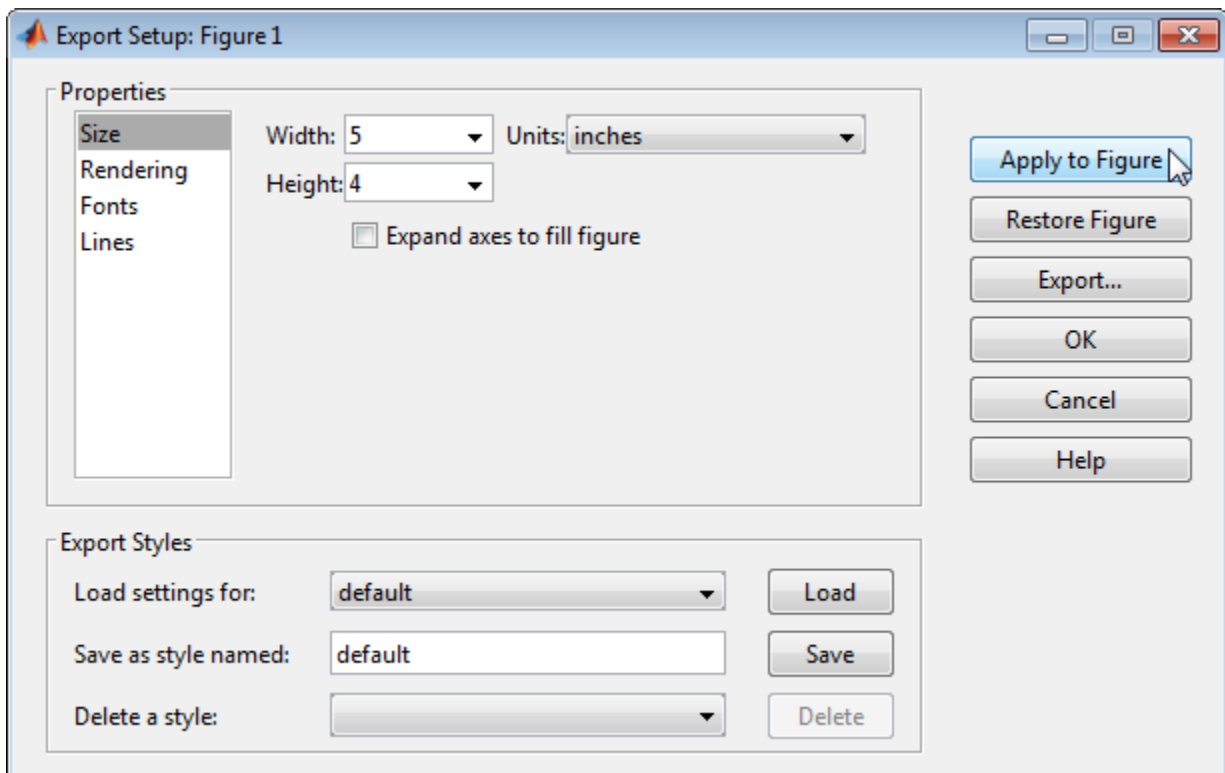 Export Setup: Figure 1
Properties
Size
Rendering
Fonts
Lines
Width: 5 Units: inches
Height: 4
Expand axes to fill figure
Apply to Figure
Restore Figure
Export...
OK
Cancel
Help
Export Styles
Load settings for: default Load
Save as style named: default Save
Delete a style: Delete